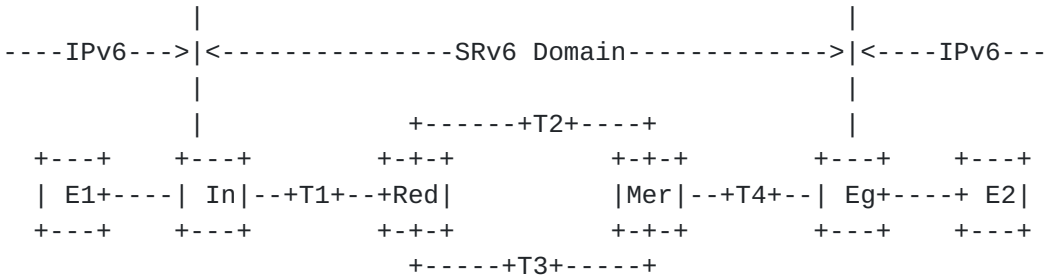 |                                                     |
----IPv6--->|<---------------SRv6 Domain------------->|<----IPv6---
                |                                                     |
                |                 +------+T2+----+                |
  +---+     +---+          +-+-+             +-+-+          +---+     +---+
  | E1+----| In|--+T1+--+Red|             |Mer|--+T4+--| Eg+----+ E2|
  +---+     +---+          +-+-+             +-+-+          +---+     +---+
                                  +-----+T3+-----+